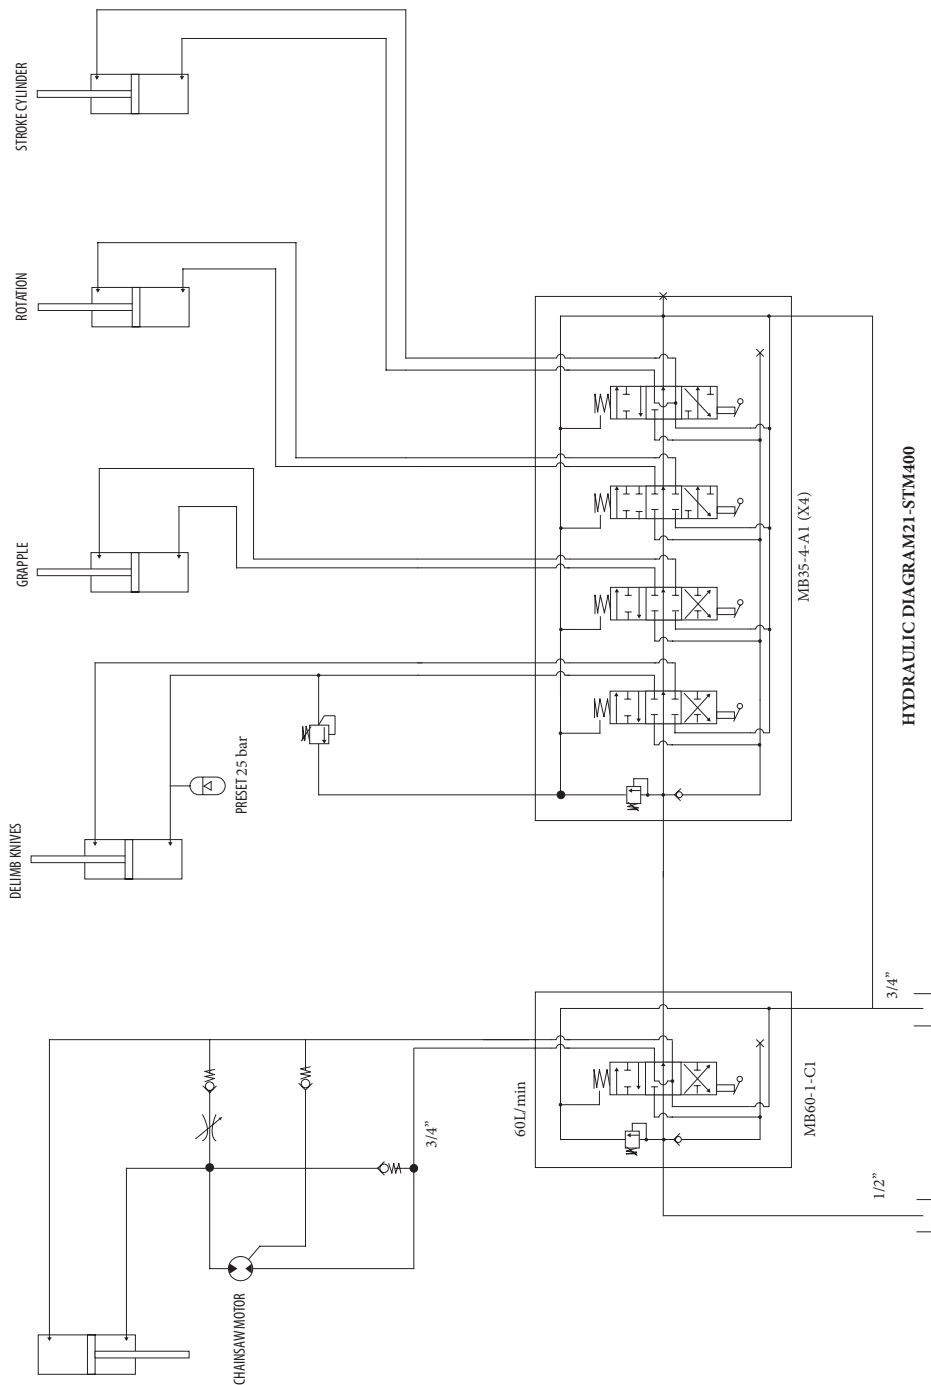 STROKE CYLINDER
ROTATION
GRAPPLE
DELIMB KNIVES
PRESET 25 bar
CHAINSAW MOTOR
3/4”
60L/min
MB35-4-A1 (X4)
MB60-1-C1
3/4”
1/2”
HYDRAULIC DIAGRAM21-STM400